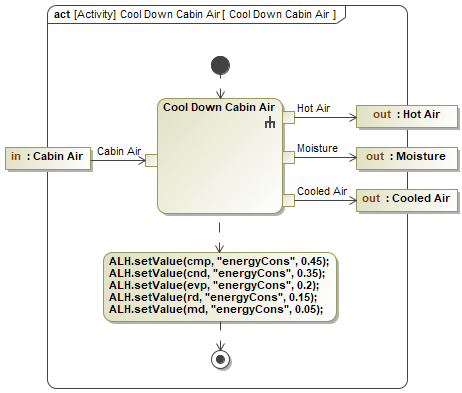 act [Activity] Cool Down Cabin Air [ Cool Down Cabin Air ]
Cool Down Cabin Air
Hot Air
out : Hot Air
in : Cabin Air
Cabin Air
Moisture
out : Moisture
Cooled Air
out : Cooled Air
ALH.setValue(cmp, "energyCons", 0.45);
ALH.setValue(cnd, "energyCons", 0.35);
ALH.setValue(evp, "energyCons", 0.2);
ALH.setValue(rd, "energyCons", 0.15);
ALH.setValue(md, "energyCons", 0.05);